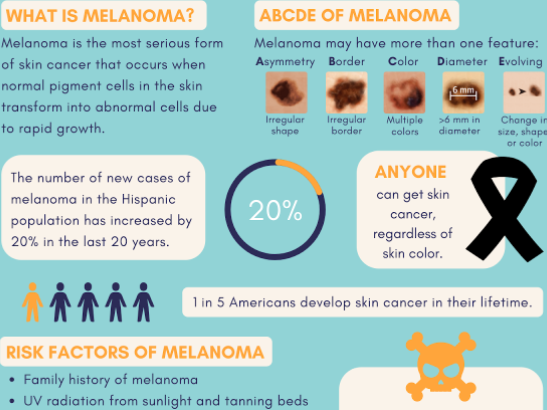 WHAT IS MELANOMA?
Melanoma is the most serious form
of skin cancer that occurs when
normal pigment cells in the skin
transform into abnormal cells due
to rapid growth.
ABCDE OF MELANOMA
Melanoma may have more than one feature:
Asymmetry Border Color Diameter Evolving
6 mm
Irregular
shape
Irregular
border
Multiple
colors
>6 mm in
diameter
Change in
size, shape
or color
The number of new cases of
melanoma in the Hispanic
population has increased by
20% in the last 20 years.
20%
ANYONE
can get skin
cancer,
regardless of
skin color.
1 in 5 Americans develop skin cancer in their lifetime.
RISK FACTORS OF MELANOMA
• Family history of melanoma
• UV radiation from sunlight and tanning beds